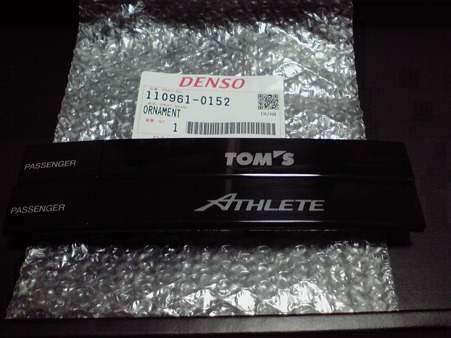 DENSO
110961-0152
ORNAMENT
1
PASSENGER TOM'S
PASSENGER ATHLETE